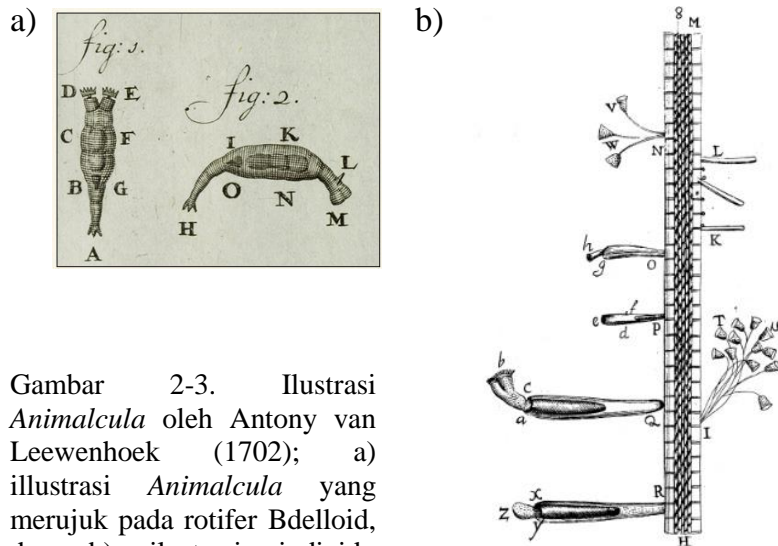 a)
fig: 1.
D E
C F
B G
A
fig: 2.
I K
L
O N
H M
b)
8 M
V
W
N L
K
h
g O
e f
d P
T
b
c
a Q I
x R
Z
y
H
Gambar 2-3. Ilustrasi
Animalcula oleh Antony van
Leewenhoek (1702); a)
illustrasi Animalcula yang
merujuk pada rotifer Bdelloid,